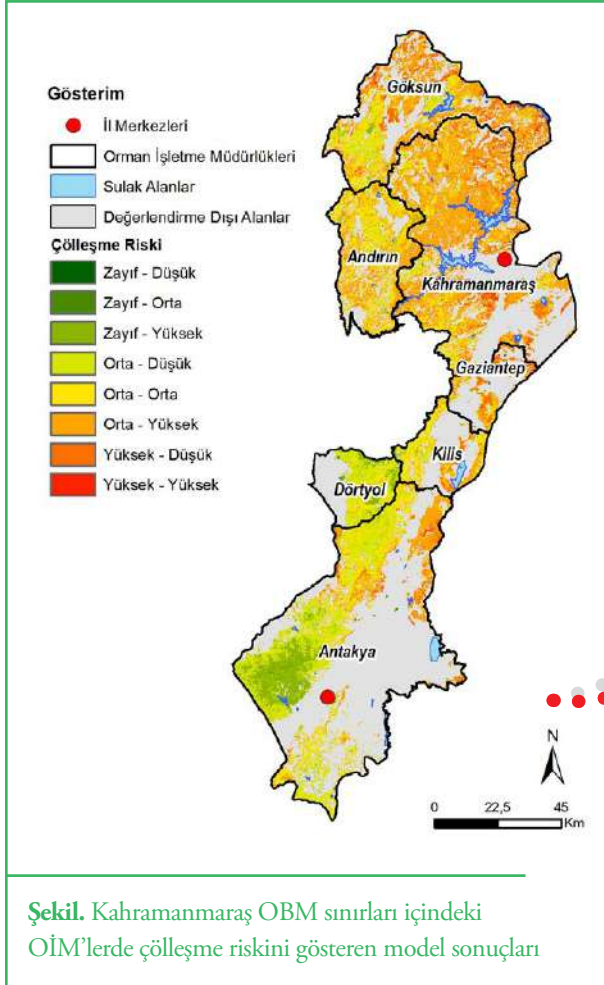 Gösterim
İl Merkezleri
Orman İşletme Müdürlükleri
Sulak Alanlar
Değerlendirme Dışı Alanlar
Çölleşme Riski
Zayıf - Düşük
Zayıf - Orta
Zayıf - Yüksek
Orta - Düşük
Orta - Orta
Orta - Yüksek
Yüksek - Düşük
Yüksek - Yüksek
Göksun
Andırın
Kahramanmaraş
Gaziantep
Kilis
Dörtyol
Antakya
N
0 22,5 45
Km
Şekil. Kahramanmaraş OBM sınırları içindeki
OİM’lerde çölleşme riskini gösteren model sonuçları